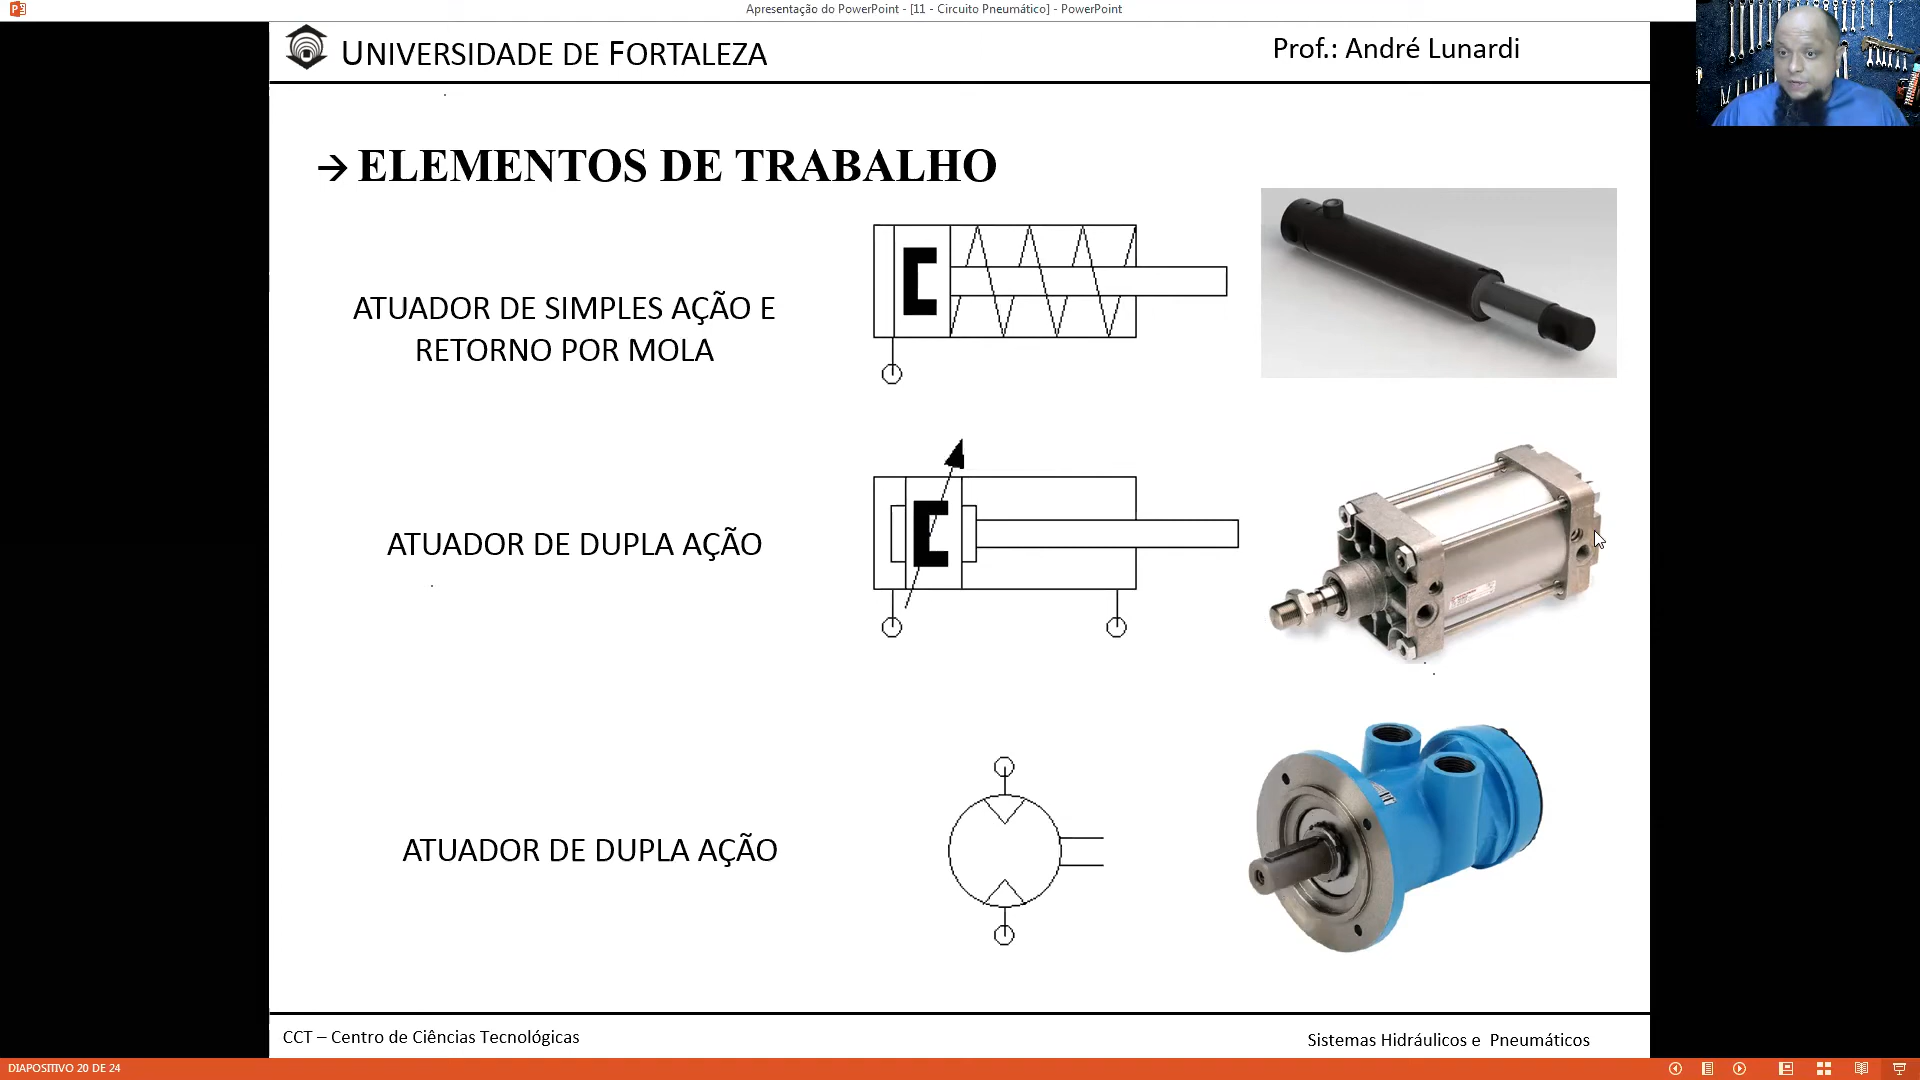 Apresentação do PowerPoint - [11 - Circuito Pneumático] - PowerPoint
UNIVERSIDADE DE FORTALEZA
Prof.: André Lunardi
→ ELEMENTOS DE TRABALHO
ATUADOR DE SIMPLES AÇÃO E
RETORNO POR MOLA
ATUADOR DE DUPLA AÇÃO
ATUADOR DE DUPLA AÇÃO
CCT – Centro de Ciências Tecnológicas
Sistemas Hidráulicos e Pneumáticos
DIAPOSITIVO 20 DE 24